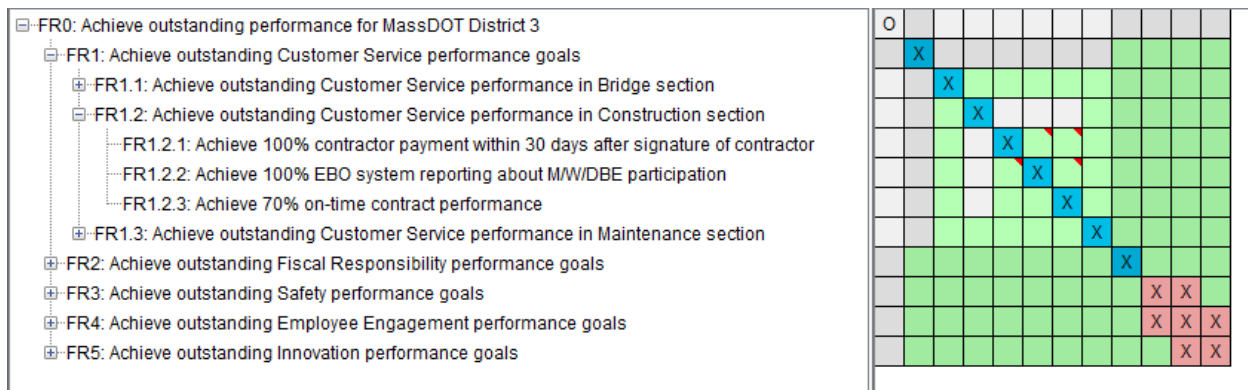 FR0: Achieve outstanding performance for MassDOT District 3 O
FR1: Achieve outstanding Customer Service performance goals X
FR1.1: Achieve outstanding Customer Service performance in Bridge section X
FR1.2: Achieve outstanding Customer Service performance in Construction section X
FR1.2.1: Achieve 100% contractor payment within 30 days after signature of contractor X
FR1.2.2: Achieve 100% EBO system reporting about M/W/DBE participation X
FR1.2.3: Achieve 70% on-time contract performance X
FR1.3: Achieve outstanding Customer Service performance in Maintenance section X
FR2: Achieve outstanding Fiscal Responsibility performance goals X
FR3: Achieve outstanding Safety performance goals X X
FR4: Achieve outstanding Employee Engagement performance goals X X X
FR5: Achieve outstanding Innovation performance goals X X